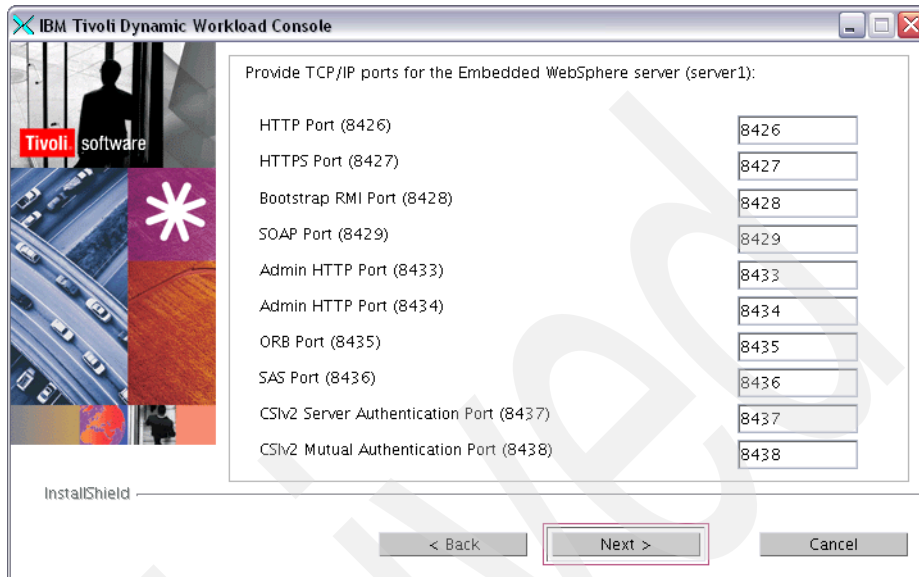 IBM Tivoli Dynamic Workload Console
Provide TCP/IP ports for the Embedded WebSphere server (server1):
Tivoli software
HTTP Port (8426) 8426
HTTPS Port (8427) 8427
Bootstrap RMI Port (8428) 8428
SOAP Port (8429) 8429
Admin HTTP Port (8433) 8433
Admin HTTP Port (8434) 8434
ORB Port (8435) 8435
SAS Port (8436) 8436
CSIv2 Server Authentication Port (8437) 8437
CSIv2 Mutual Authentication Port (8438) 8438
InstallShield
< Back Next > Cancel